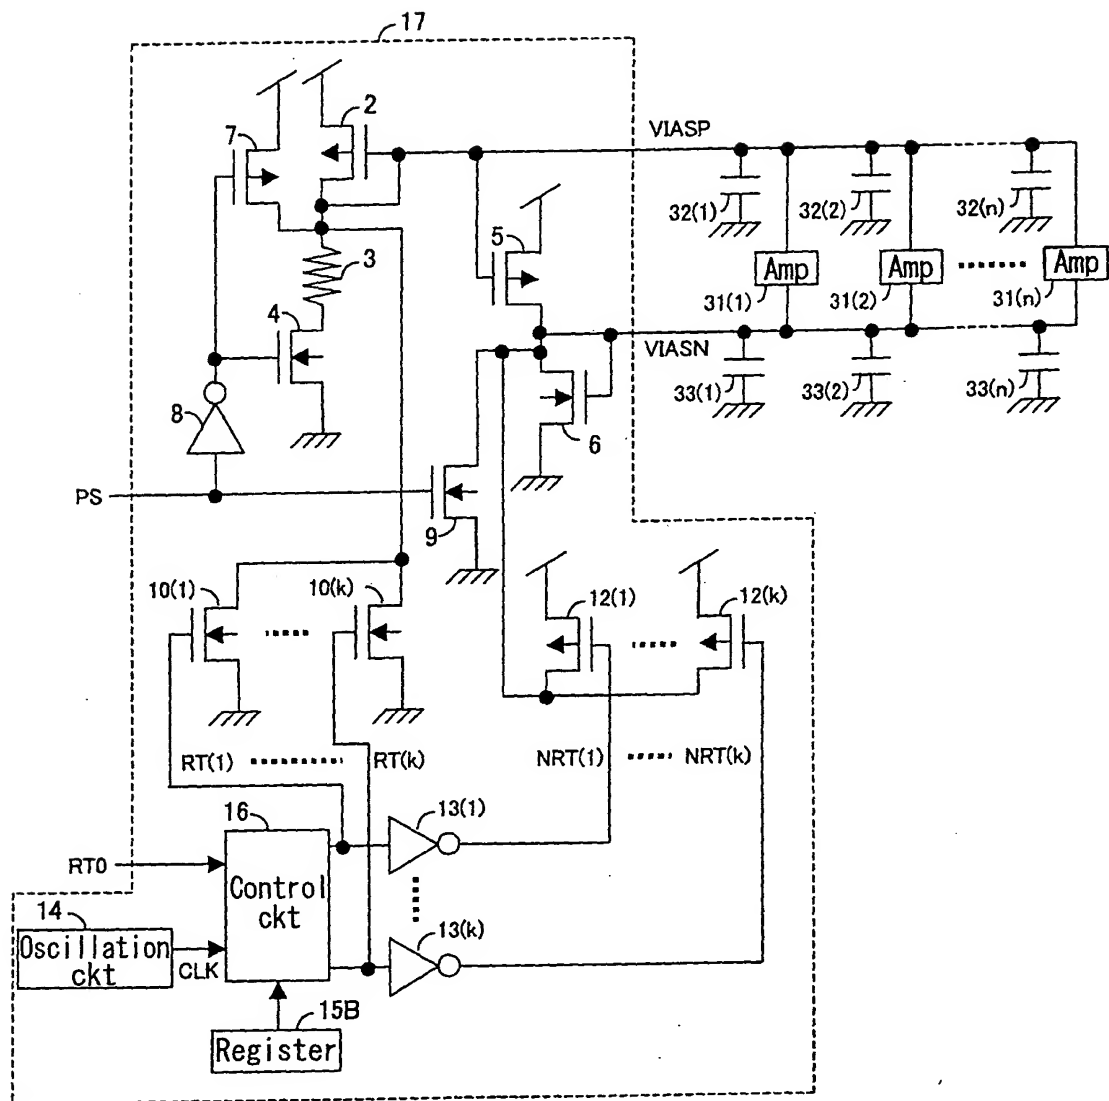 17
2
7
VIASP
32(1)
32(2)
32(n)
5
3
Amp
Amp
Amp
31(1)
31(2)
31(n)
4
VIASN
8
33(1)
33(2)
33(n)
6
PS
9
10(1)
10(k)
12(1)
12(k)
RT(1)
RT(k)
NRT(1)
NRT(k)
16
13(1)
RT0
Control
ckt
14
13(k)
Oscillation
ckt
CLK
15B
Register